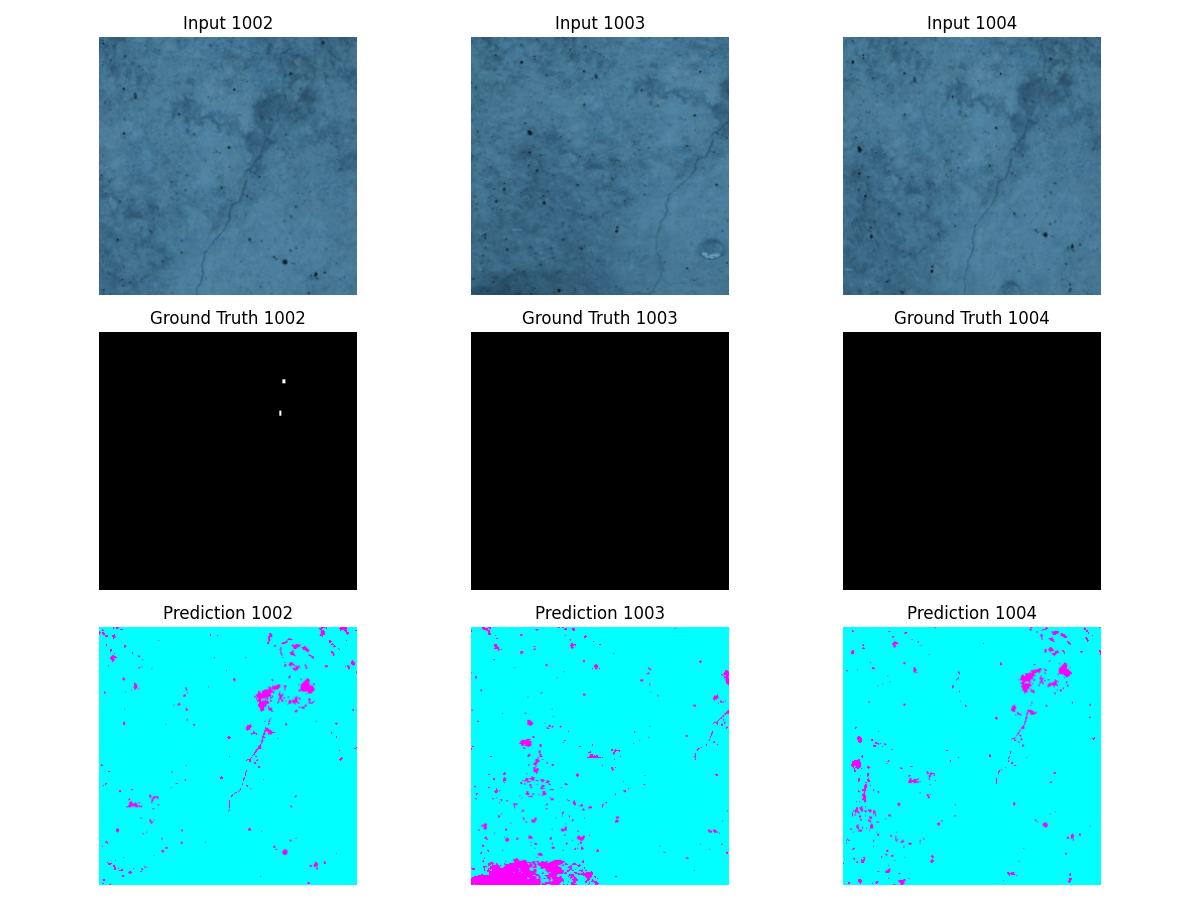 Input 1002
Input 1003
Input 1004
Ground Truth 1002
Ground Truth 1003
Ground Truth 1004
Prediction 1002
Prediction 1003
Prediction 1004